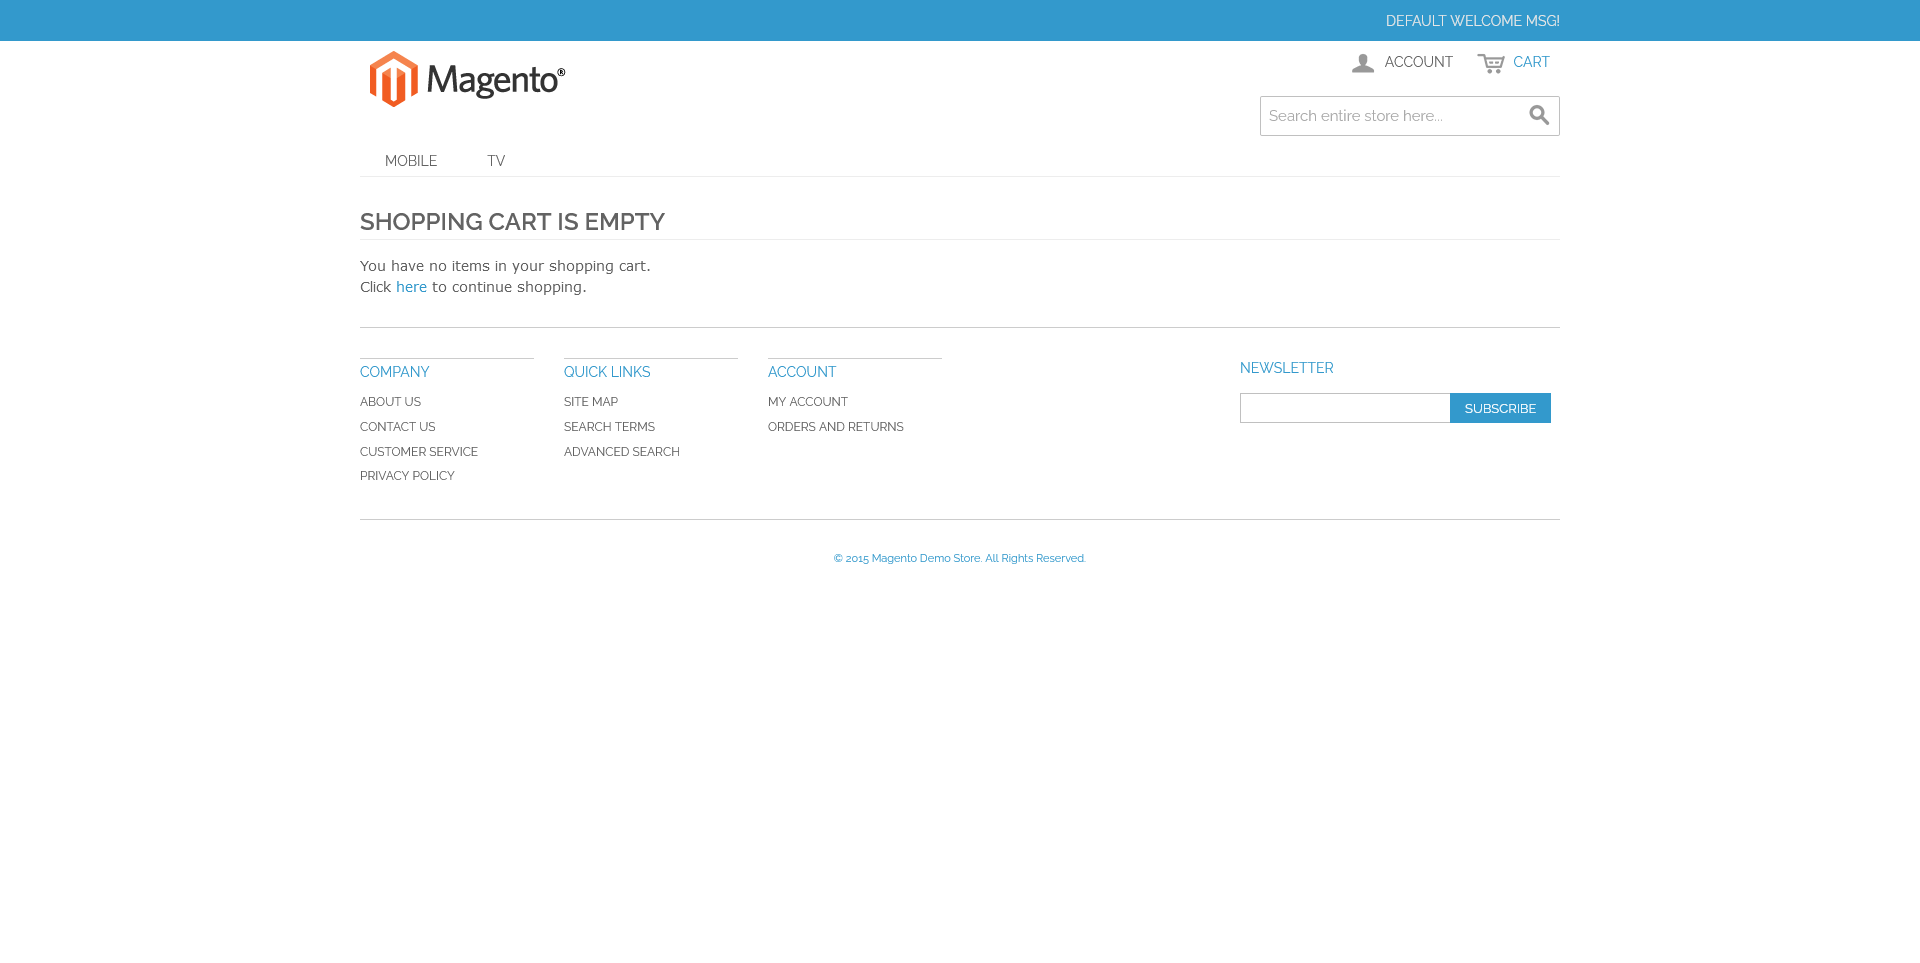 DEFAULT WELCOME MSG!
Magento®
ACCOUNT
CART
Search entire store here...
MOBILE
TV
SHOPPING CART IS EMPTY
You have no items in your shopping cart.
Click here to continue shopping.
COMPANY
ABOUT US
CONTACT US
CUSTOMER SERVICE
PRIVACY POLICY
QUICK LINKS
SITE MAP
SEARCH TERMS
ADVANCED SEARCH
ACCOUNT
MY ACCOUNT
ORDERS AND RETURNS
NEWSLETTER
SUBSCRIBE
© 2015 Magento Demo Store. All Rights Reserved.